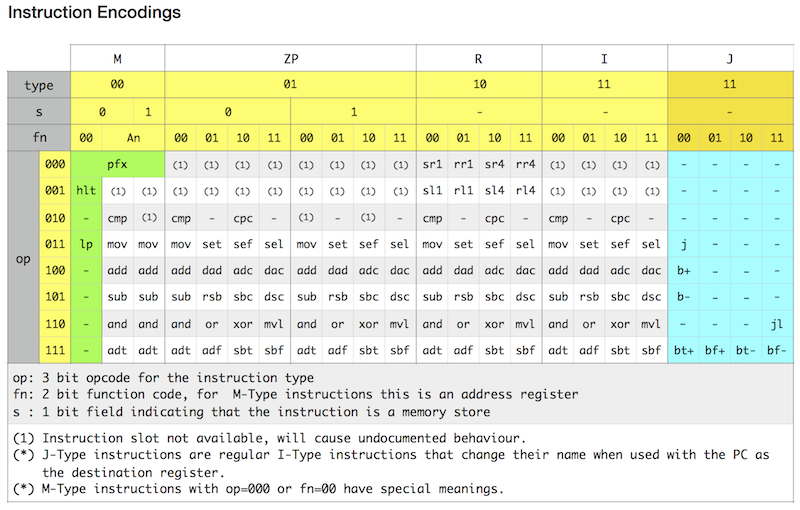 Instruction Encodings
M ZP R I J
type 00 01 10 11 11
s 0 1 0 1 - - -
fn 00 An 00 01 10 11 00 01 10 11 00 01 10 11 00 01 10 11 00 01 10 11
000 pfx (1) (1) (1) (1) (1) (1) (1) (1) sr1 rr1 sr4 rr4 (1) (1) (1) (1) - - - -
001 hlt (1) (1) (1) (1) (1) (1) (1) (1) (1) (1) sl1 rl1 sl4 rl4 (1) (1) (1) (1) - - - -
010 - cmp (1) cmp - cpc - (1) - (1) - cmp - cpc - cmp - cpc - - - - -
011 lp mov mov mov set sef sel mov set sef sel mov set sef sel mov set sef sel j - - -
op 100 - add add add dad adc dac add dad adc dac add dad adc dac add dad adc dac b+ - - -
101 - sub sub sub rsb sbc dsc sub rsb sbc dsc sub rsb sbc dsc sub rsb sbc dsc b- - - -
110 - and and and or xor mvl and or xor mvl and or xor mvl and or xor mvl - - - jl
111 - adt adt adt adf sbt sbf adt adf sbt sbf adt adf sbt sbf adt adf sbt sbf bt+ bf+ bt- bf-
op: 3 bit opcode for the instruction type
fn: 2 bit function code, for M-Type instructions this is an address register
s : 1 bit field indicating that the instruction is a memory store
(1) Instruction slot not available, will cause undocumented behaviour.
(*) J-Type instructions are regular I-Type instructions that change their name when used with the PC as
the destination register.
(*) M-Type instructions with op=000 or fn=00 have special meanings.